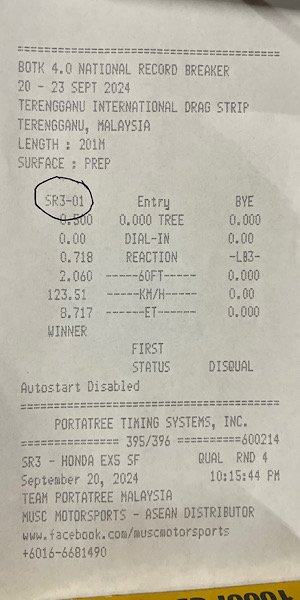 ==================================
BOTK 4.0 NATIONAL RECORD BREAKER
20 - 23 SEPT 2024
TERENGGANU INTERNATIONAL DRAG STRIP
TERENGGANU, MALAYSIA
LENGTH : 201M
SURFACE : PREP
SR3-01 Entry BYE
0.500 0.000 TREE 0.000
0.00 DIAL-IN 0.00
0.718 REACTION -LB3-
2.060 -----60FT----- 0.000
123.51 ------KM/H----- 0.00
8.717 ------ET------ 0.000
WINNER
FIRST
STATUS DISQUAL
Autostart Disabled
==================================
PORTATREE TIMING SYSTEMS, INC.
============= 395/396 ==========600214
SR3 - HONDA EX5 SF QUAL RND 4
September 20, 2024 10:15:44 PM
TEAM PORTATREE MALAYSIA
MUSC MOTORSPORTS - ASEAN DISTRIBUTOR
www.facebook.com/muscmotorsports
+6016-6681490